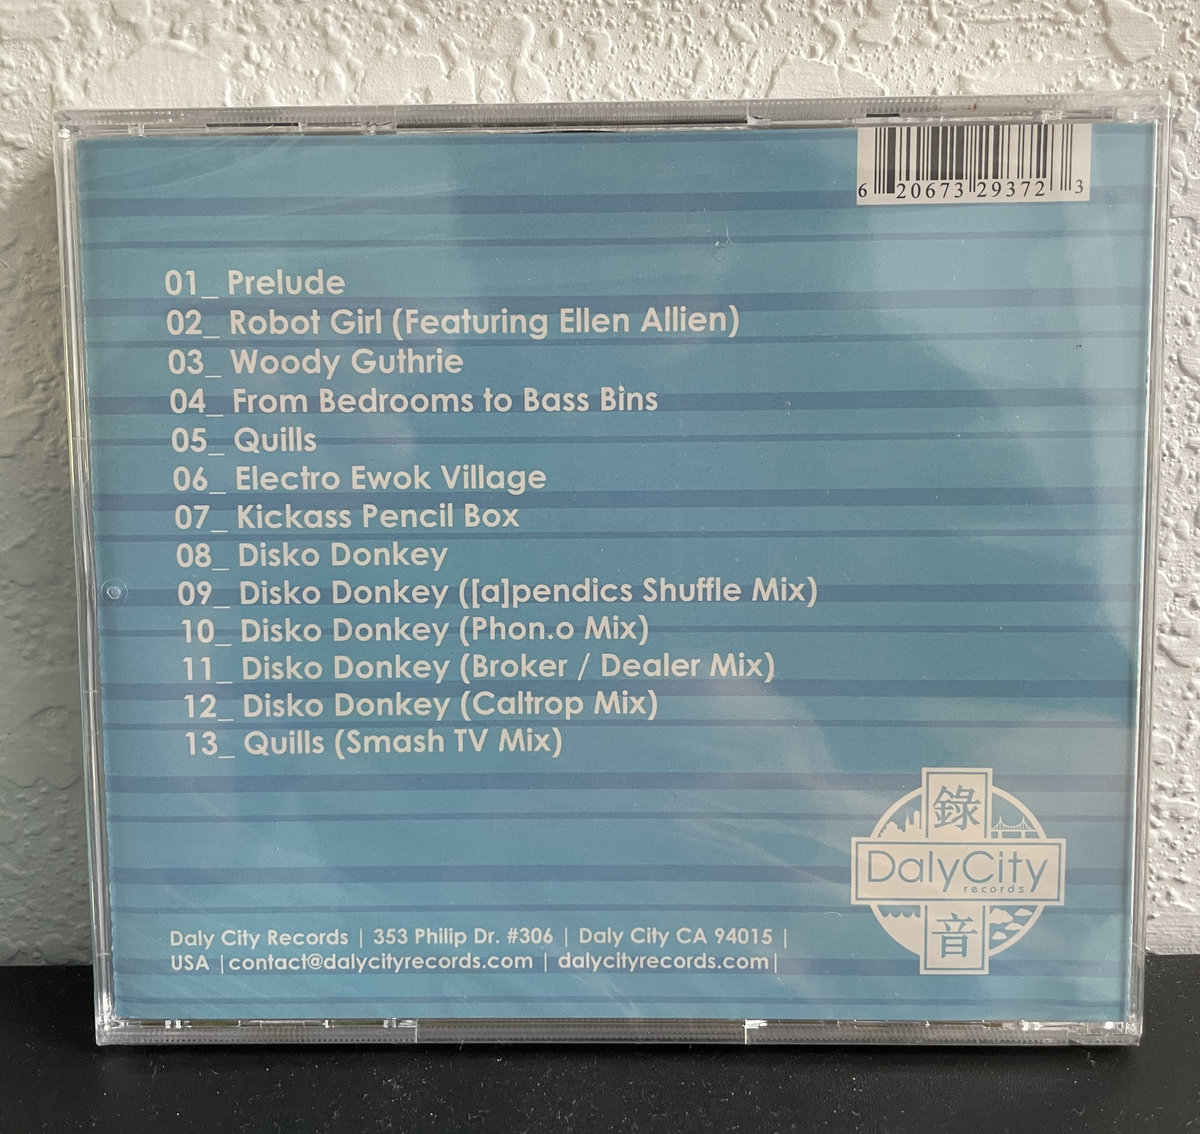 6 20673 29372 3
01_ Prelude
02_ Robot Girl (Featuring Ellen Allien)
03_ Woody Guthrie
04_ From Bedrooms to Bass Bins
05_ Quills
06_ Electro Ewok Village
07_ Kickass Pencil Box
08_ Disko Donkey
09_ Disko Donkey ([a]pendics Shuffle Mix)
10_ Disko Donkey (Phon.o Mix)
11_ Disko Donkey (Broker / Dealer Mix)
12_ Disko Donkey (Caltrop Mix)
13_ Quills (Smash TV Mix)
錄
DalyCity
records
音
Daly City Records | 353 Philip Dr. #306 | Daly City CA 94015 |
USA |contact@dalycityrecords.com | dalycityrecords.com|